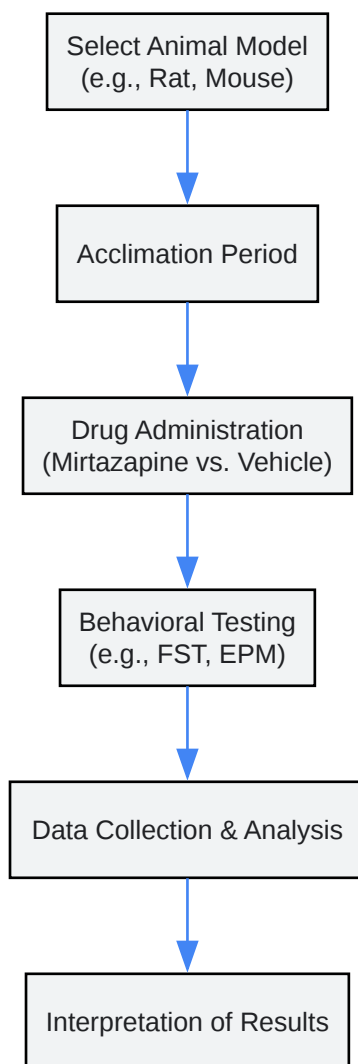 Select Animal Model
(e.g., Rat, Mouse)
Acclimation Period
Drug Administration
(Mirtazapine vs. Vehicle)
Behavioral Testing
(e.g., FST, EPM)
Data Collection & Analysis
Interpretation of Results